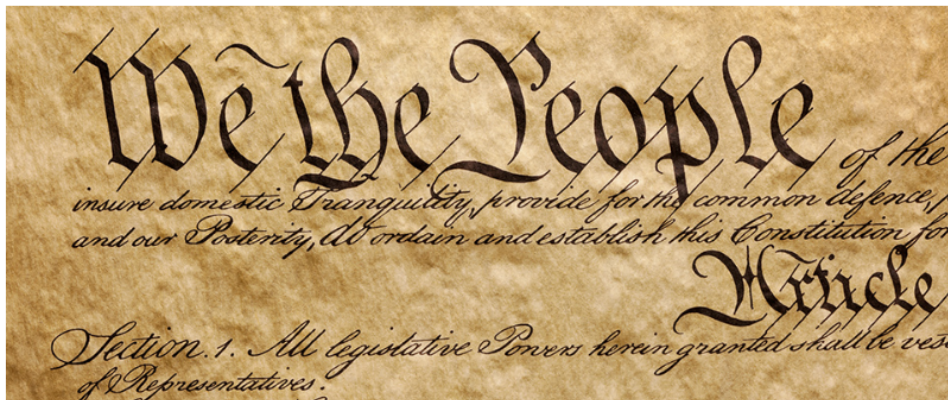 We the People of the
insure domestic Tranquility, provide for the common defence,
and our Posterity, do ordain and establish this Constitution for
Article
Section. 1. All legislative Powers herein granted shall be ves
of Representatives.